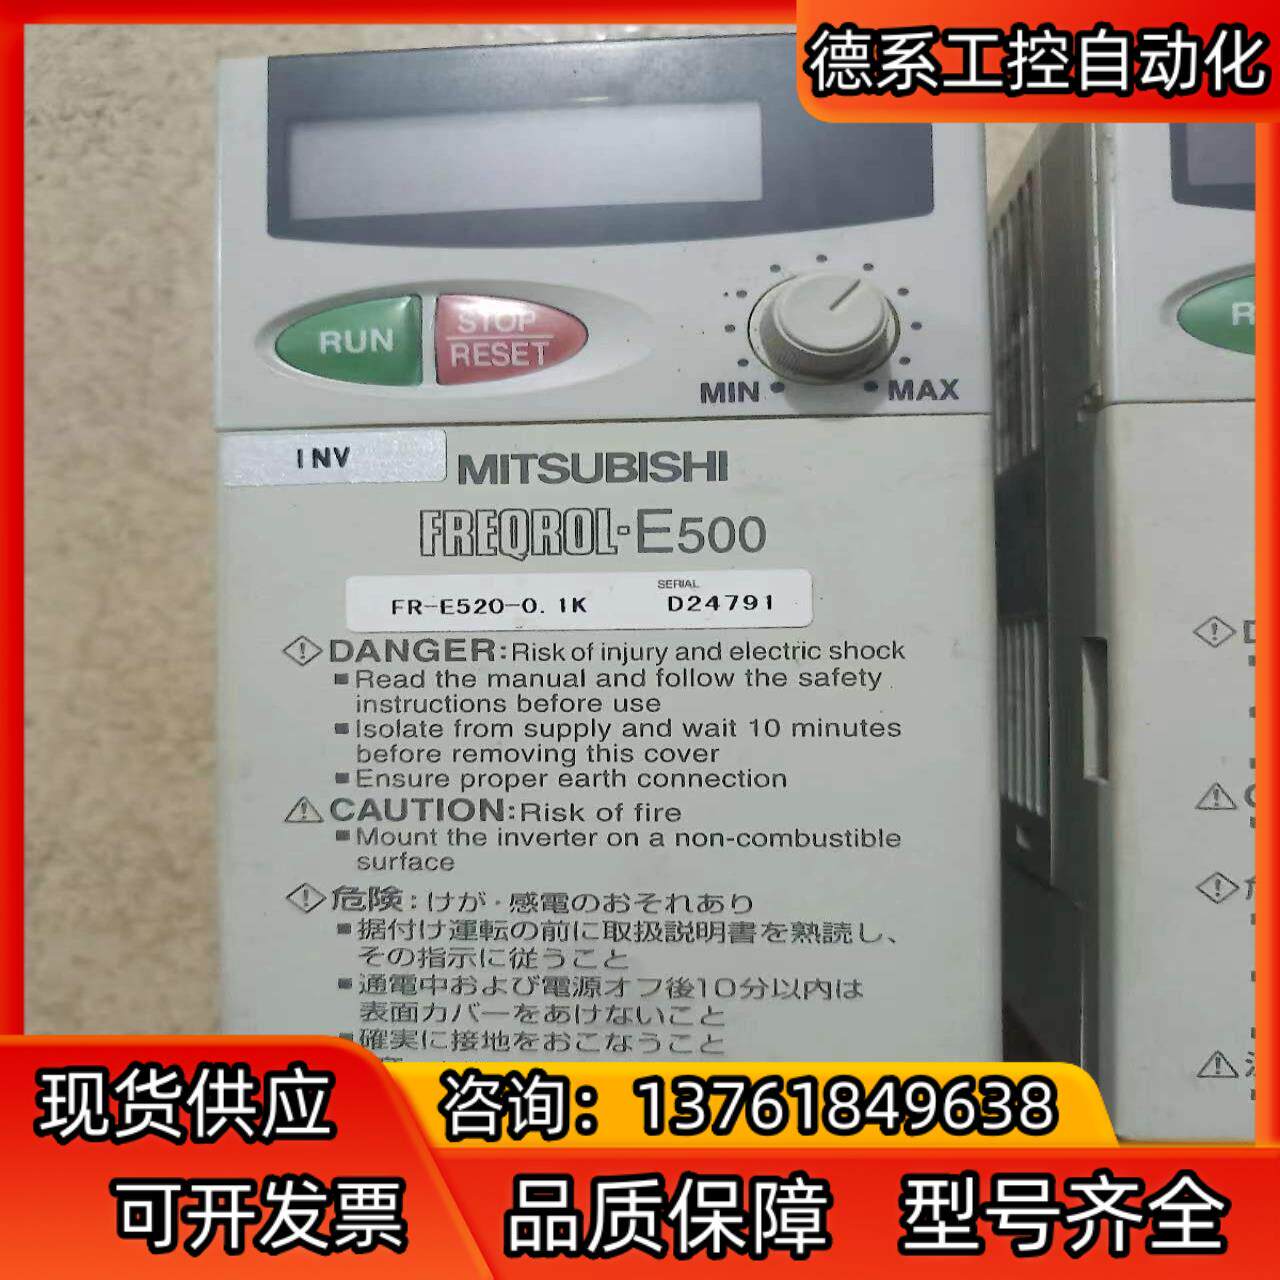 德系工控自动化
RUN
STOP
RESET
MIN
MAX
INV
MITSUBISHI
FREQROL-E500
SERIAL
FR-E520-0.1K D24791
DANGER:Risk of injury and electric shock
Read the manual and follow the safety
instructions before use
Isolate from supply and wait 10 minutes
before removing this cover
Ensure proper earth connection
CAUTION:Risk of fire
Mount the inverter on a non-combustible
surface
危険:けが・感電のおそれあり
据付け運転の前に取扱説明書を熟読し、
その指示に従うこと
通電中および電源オフ後10分以内は
表面カバーをあけないこと
確実に接地をおこなうこと
现货供应
咨询：13761849638
可开发票 品质保障 型号齐全